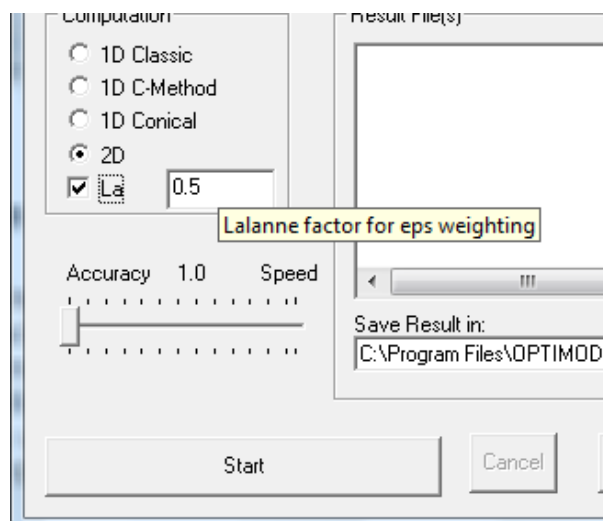 Computation
Result File(s)
1D Classic
1D C-Method
1D Conical
2D
La
0.5
Lalanne factor for eps weighting
Accuracy 1.0 Speed
Save Result in:
C:\Program Files\OPTIMOD
Start
Cancel